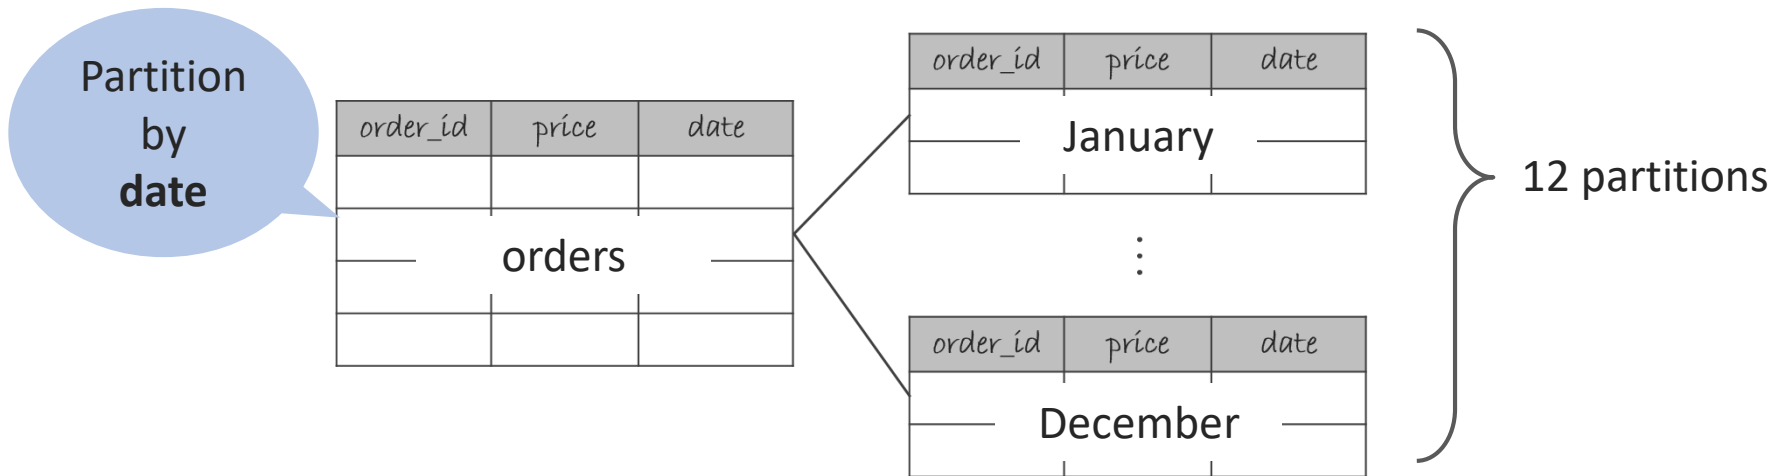 Partition
by
date
order_id price date
orders
order_id price date
January
⋮
order_id price date
December
12 partitions